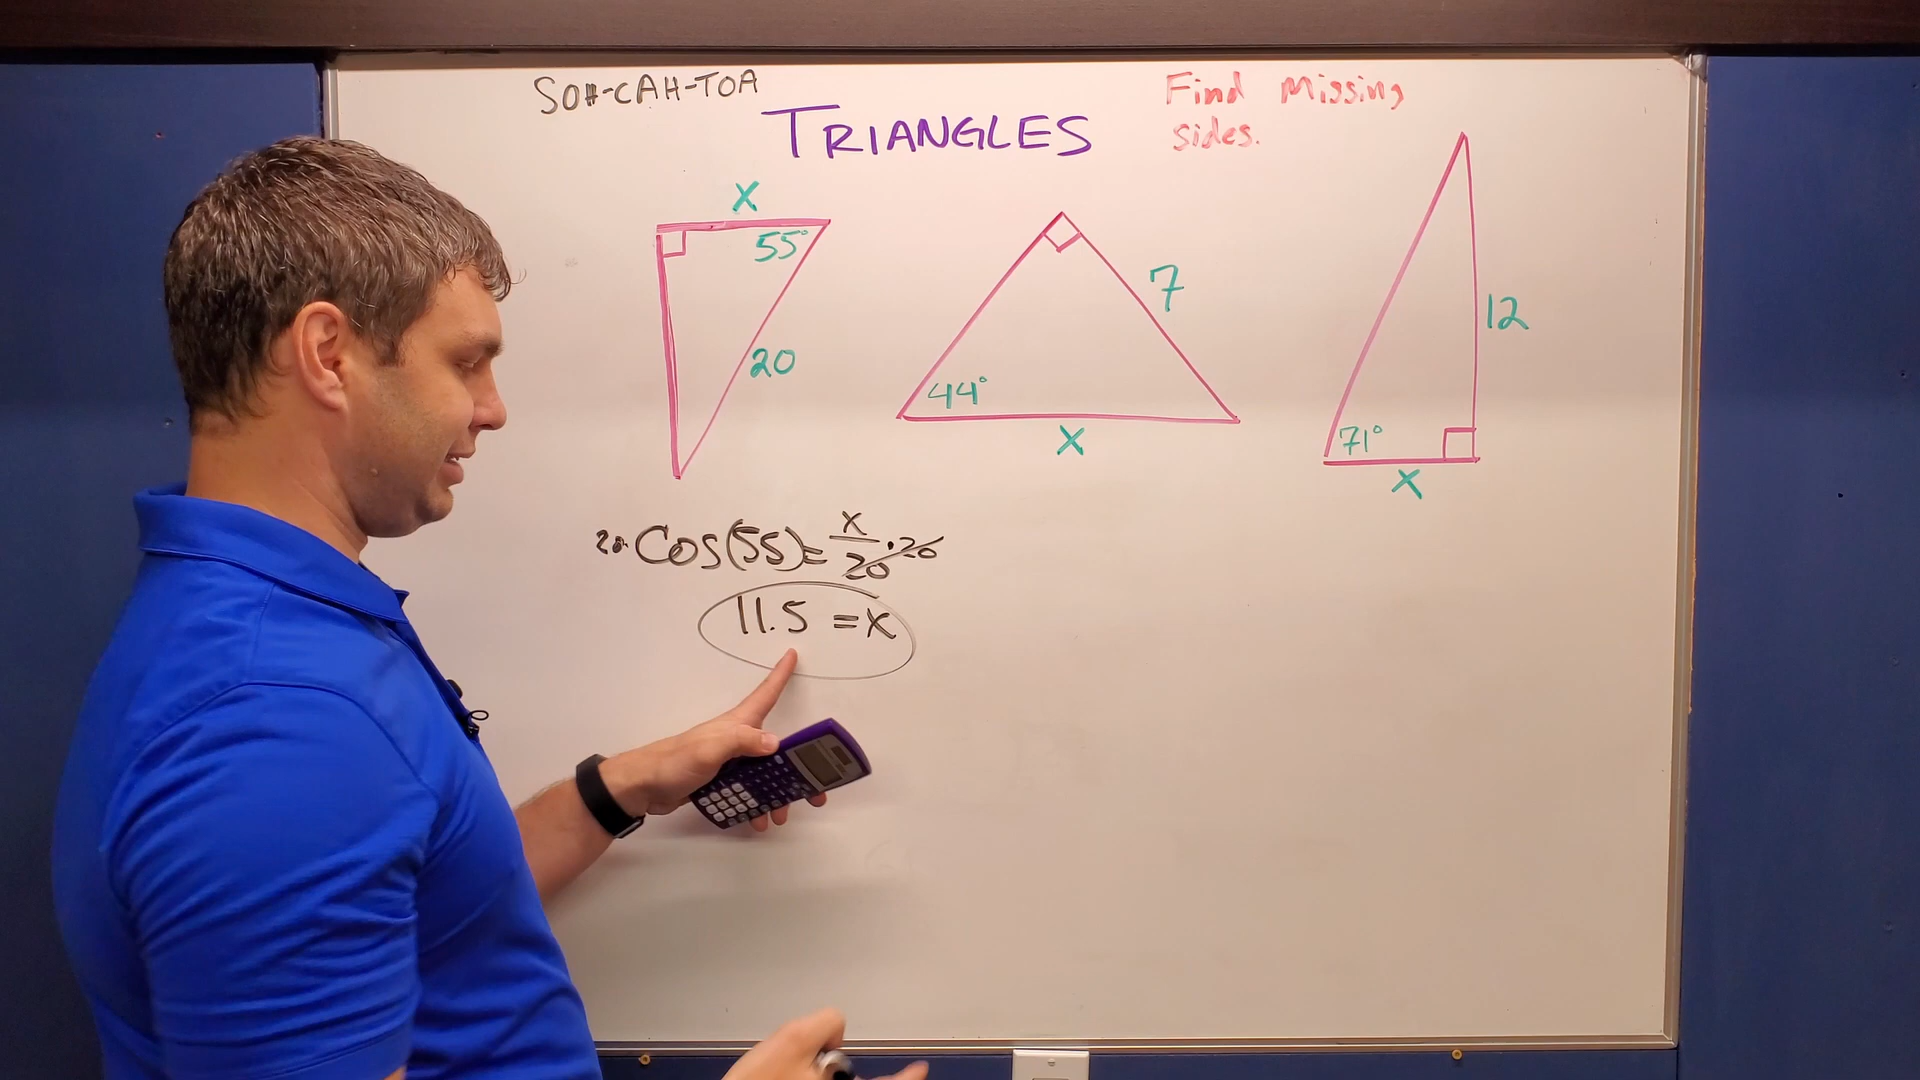 SOH-CAH-TOA
TRIANGLES
Find Missing
sides.
X
55°
20
7
44°
X
12
71°
X
20· Cos(55) = x/20 · 20
11.5 = x